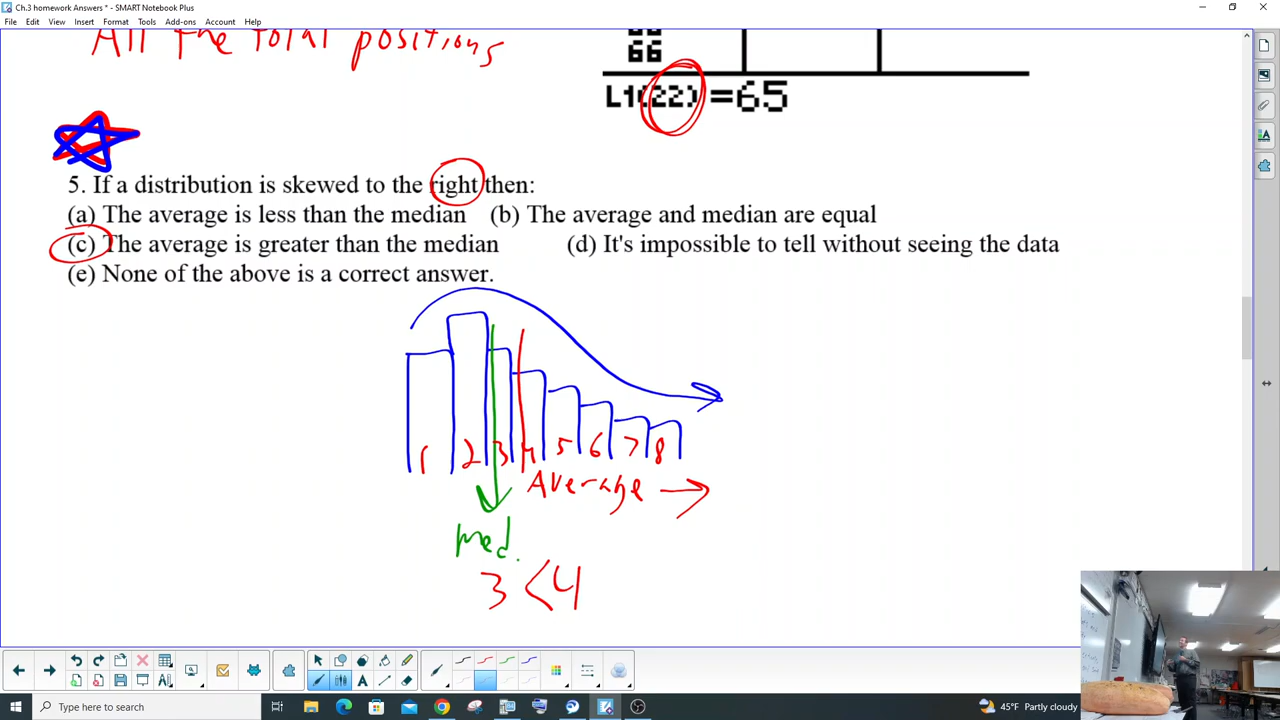 Ch.3 homework Answers * - SMART Notebook Plus
File Edit View Insert Format Tools Add-ons Account Help
All The total positions
66
L1(22) =65
5. If a distribution is skewed to the right then:
(a) The average is less than the median (b) The average and median are equal
(c) The average is greater than the median (d) It's impossible to tell without seeing the data
(e) None of the above is a correct answer.
1 2 3 4 5 6 7 8
Average
med.
3 < 4
Type here to search
45°F Partly cloudy